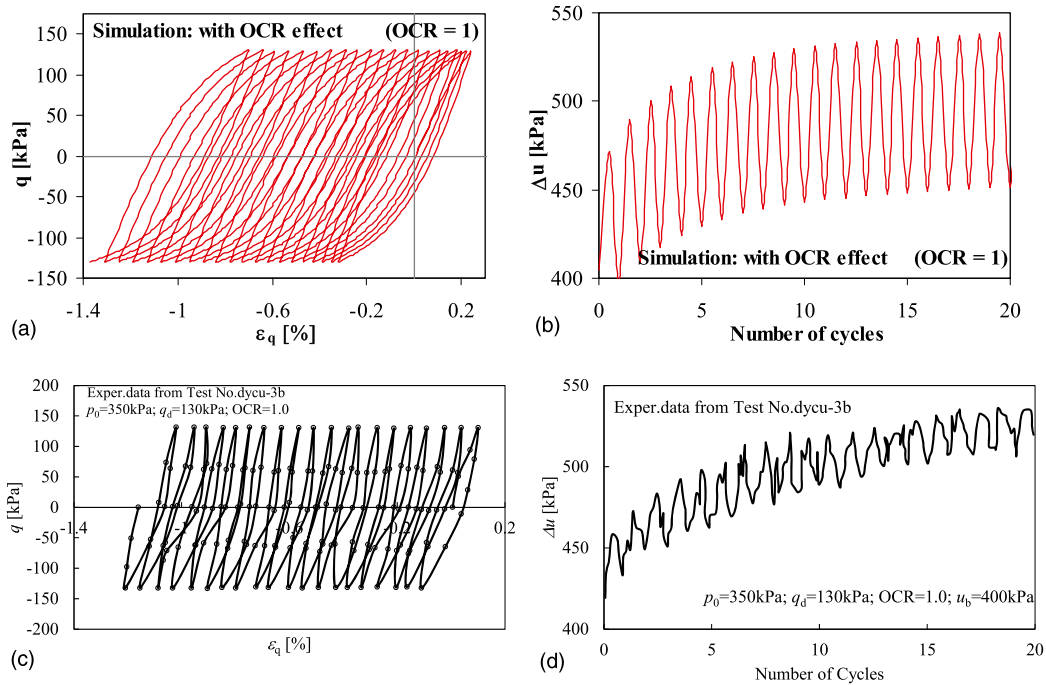 150
100
50
0
-50
-100
-150
q [kPa]
Simulation: with OCR effect (OCR = 1)
-1.4 -1 -0.6 -0.2 0.2
εq [%]
(a)
550
500
450
400
Δu [kPa]
Simulation: with OCR effect (OCR = 1)
0 5 10 15 20
Number of cycles
(b)
200
150
100
50
0
-50
-100
-150
-200
q [kPa]
Exper.data from Test No.dycu-3b
p0=350kPa; qd=130kPa; OCR=1.0
-1.4 -1 -0.6 -0.2 0.2
εq [%]
(c)
550
500
450
400
Δu [kPa]
Exper.data from Test No.dycu-3b
p0=350kPa; qd=130kPa; OCR=1.0; ub=400kPa
0 5 10 15 20
Number of Cycles
(d)